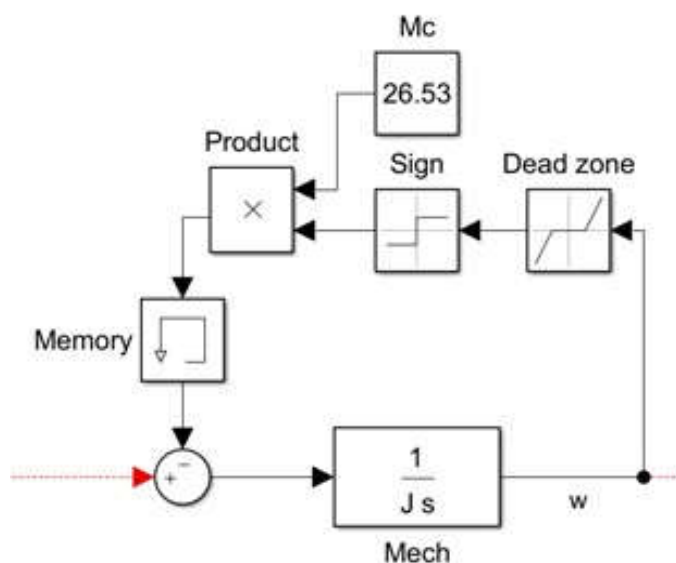 Mc
26.53
Product
×
Sign
Dead zone
Memory
+ −
1
J s
w
Mech